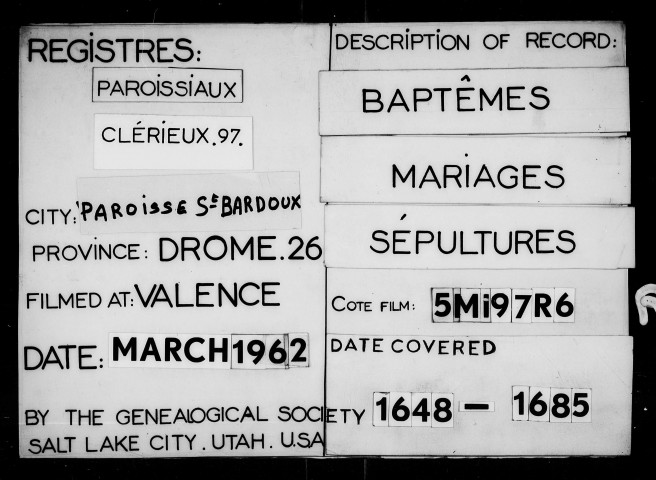 REGISTRES:
PAROISSIAUX
CLÉRIEUX.97.
CITY: PAROISSE SE BARDOUX
PROVINCE: DROME.26
FILMED AT: VALENCE
DATE: MARCH 1962
BY THE GENEALOGICAL SOCIETY
SALT LAKE CITY. UTAH. U.S.A
DESCRIPTION OF RECORD:
BAPTÊMES
MARIAGES
SÉPULTURES
COTE FILM: 5Mi97R6
DATE COVERED
1648 — 1685